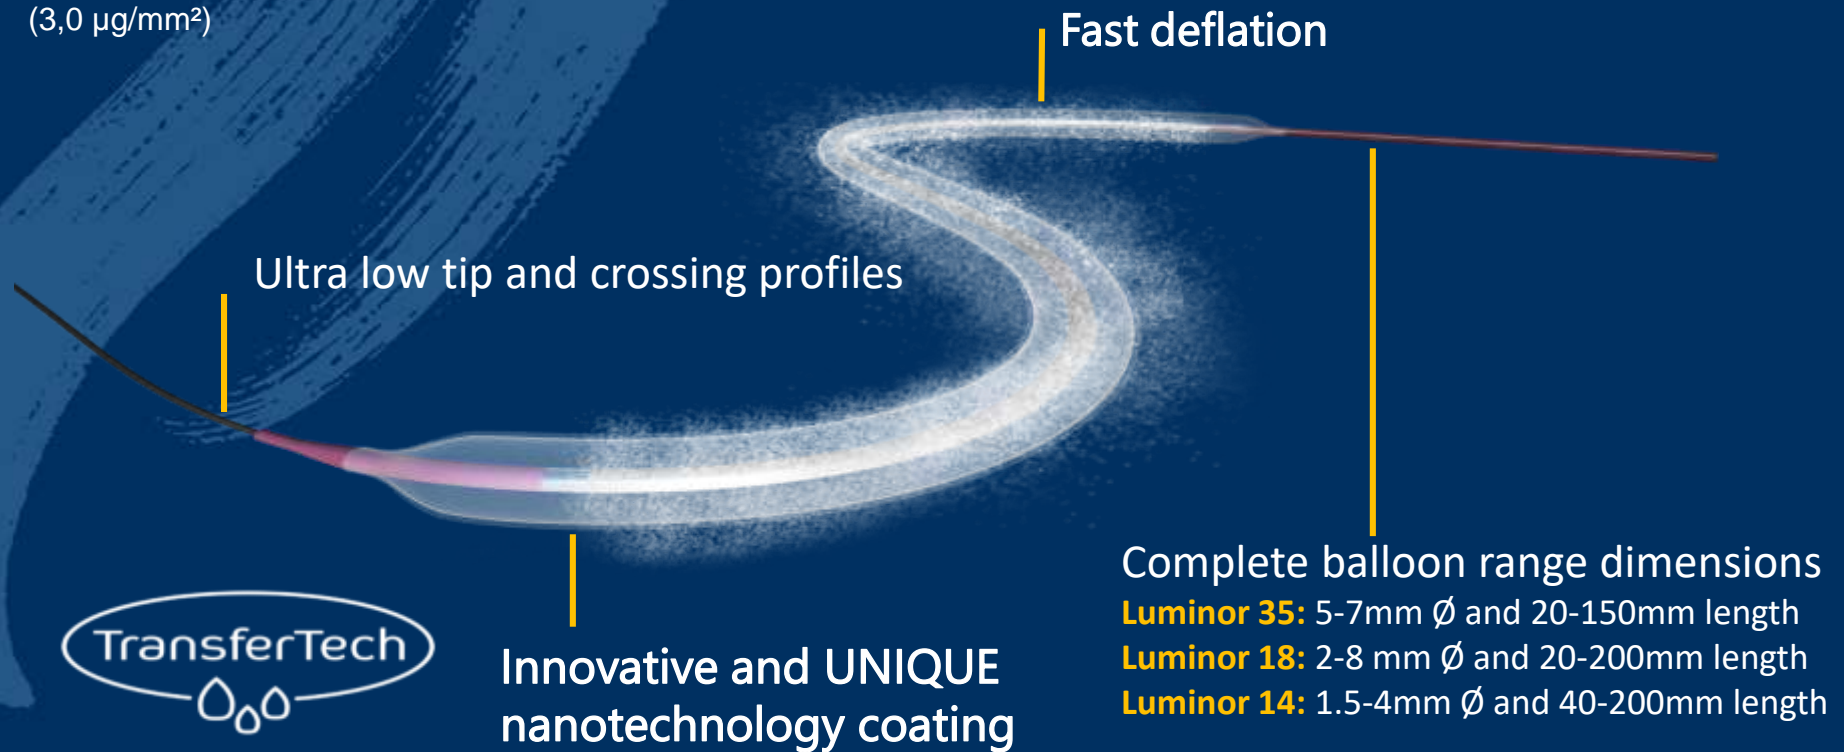 (3,0 µg/mm²)
Fast deflation
Ultra low tip and crossing profiles
Complete balloon range dimensions
Luminor 35: 5-7mm Ø and 20-150mm length
Luminor 18: 2-8 mm Ø and 20-200mm length
Luminor 14: 1.5-4mm Ø and 40-200mm length
TransferTech
Innovative and UNIQUE
nanotechnology coating